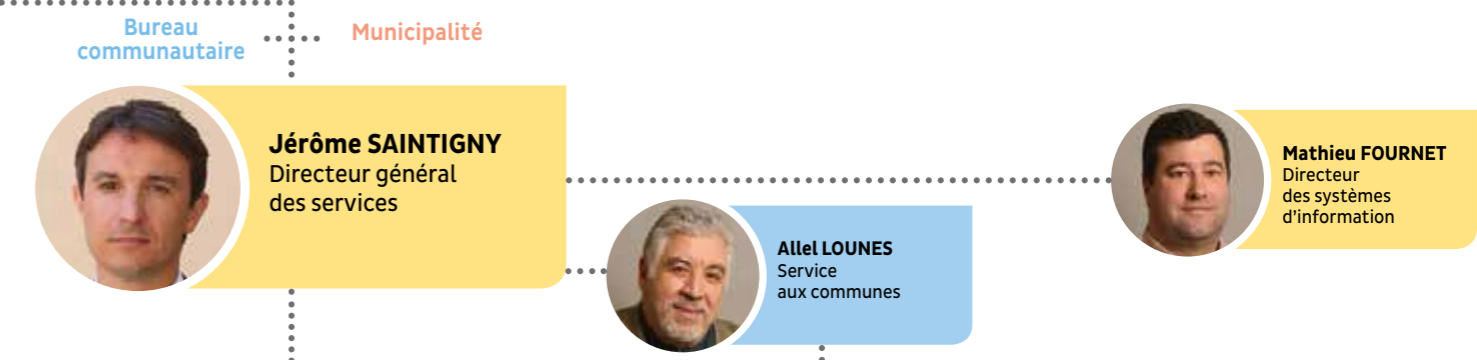 Bureau
communautaire
Municipalité
Jérôme SAINTIGNY
Directeur général
des services
Mathieu FOURNET
Directeur
des systèmes
d’information
Allel LOUNES
Service
aux communes